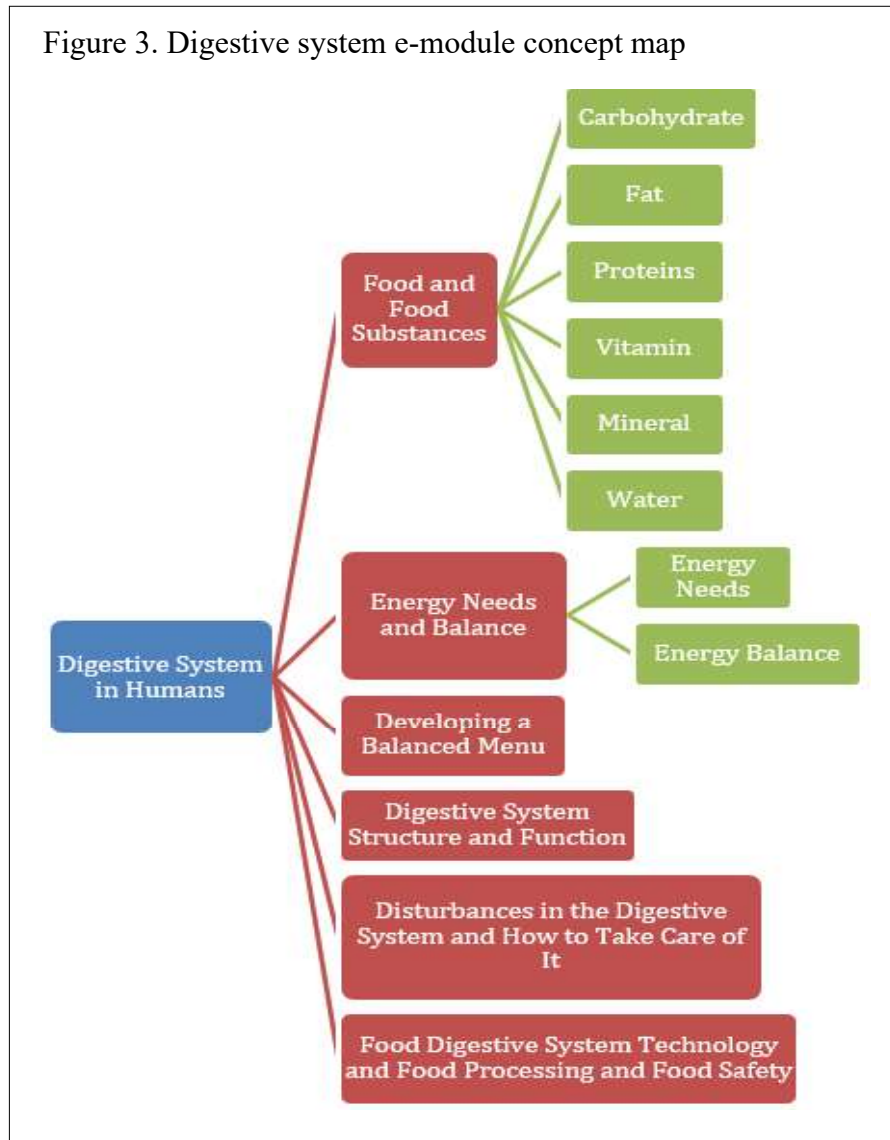 Figure 3. Digestive system e-module concept map
Carbohydrate
Fat
Food and
Food
Substances
Proteins
Vitamin
Mineral
Water
Energy Needs
and Balance
Energy
Needs
Energy Balance
Digestive System
in Humans
Developing a
Balanced Menu
Digestive System
Structure and Function
Disturbances in the Digestive
System and How to Take Care of
It
Food Digestive System Technology
and Food Processing and Food Safety